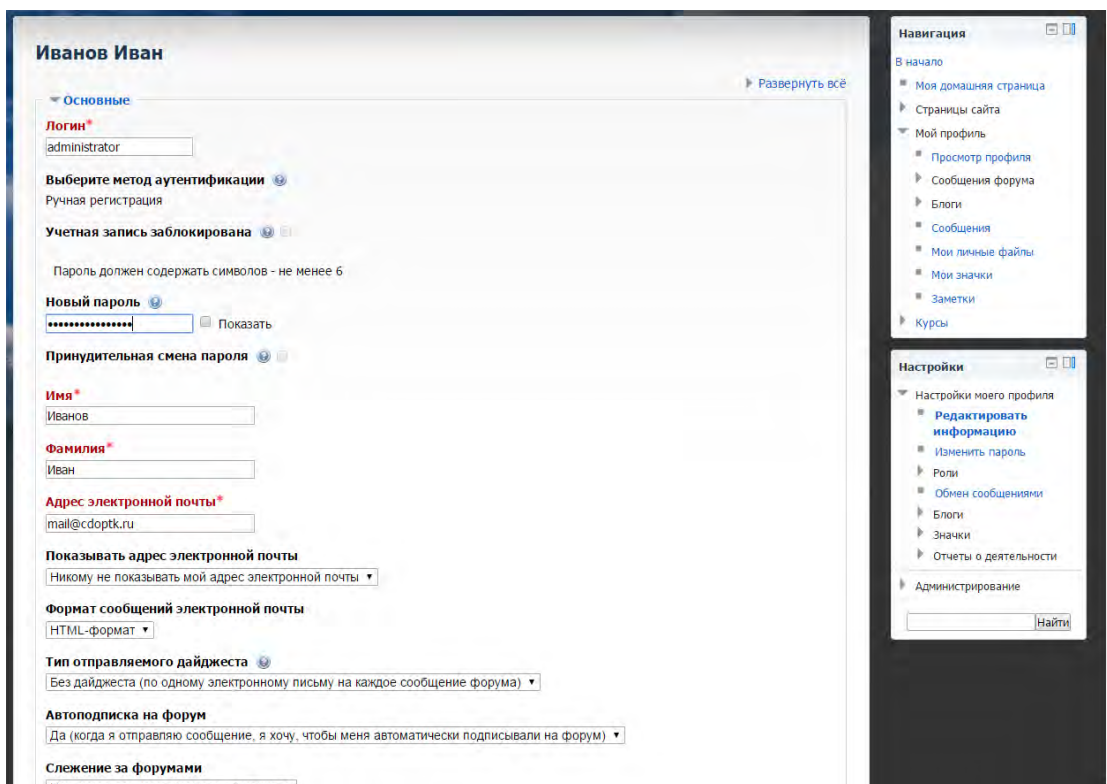 Иванов Иван
Развернуть всё
Основные
Логин*
administrator
Выберите метод аутентификации
Ручная регистрация
Учетная запись заблокирована
Пароль должен содержать символов - не менее 6
Новый пароль
••••••••••••••••
Показать
Принудительная смена пароля
Имя*
Иванов
Фамилия*
Иван
Адрес электронной почты*
mail@cdoptk.ru
Показывать адрес электронной почты
Никому не показывать мой адрес электронной почты
Формат сообщений электронной почты
HTML-формат
Тип отправляемого дайджеста
Без дайджеста (по одному электронному письму на каждое сообщение форума)
Автоподписка на форум
Да (когда я отправляю сообщение, я хочу, чтобы меня автоматически подписывали на форум)
Слежение за форумами
Навигация
В начало
Моя домашняя страница
Страницы сайта
Мой профиль
Просмотр профиля
Сообщения форума
Блоги
Сообщения
Мои личные файлы
Мои значки
Заметки
Курсы
Настройки
Настройки моего профиля
Редактировать
информацию
Изменить пароль
Роли
Обмен сообщениями
Блоги
Значки
Отчеты о деятельности
Администрирование
Найти